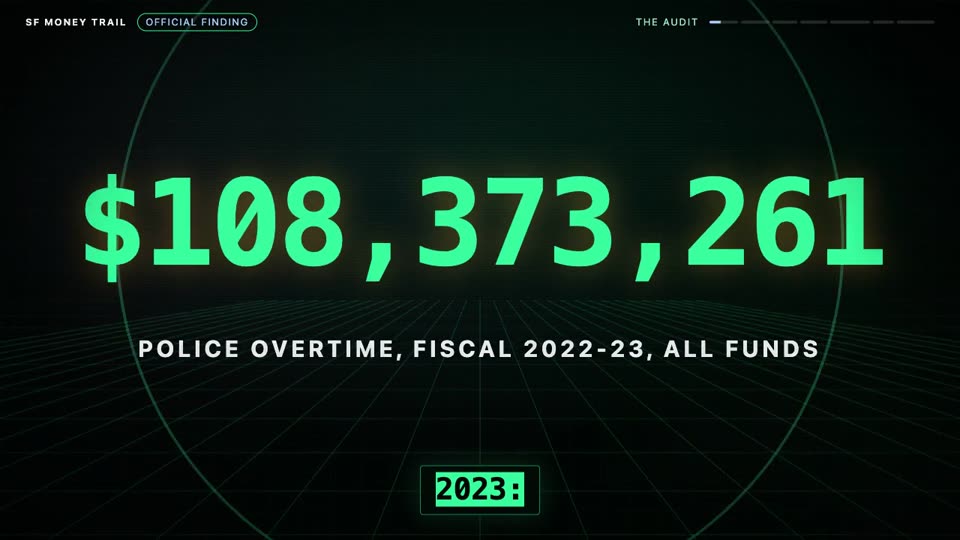 SF MONEY TRAIL
OFFICIAL FINDING
THE AUDIT
$108,373,261
POLICE OVERTIME, FISCAL 2022-23, ALL FUNDS
2023: